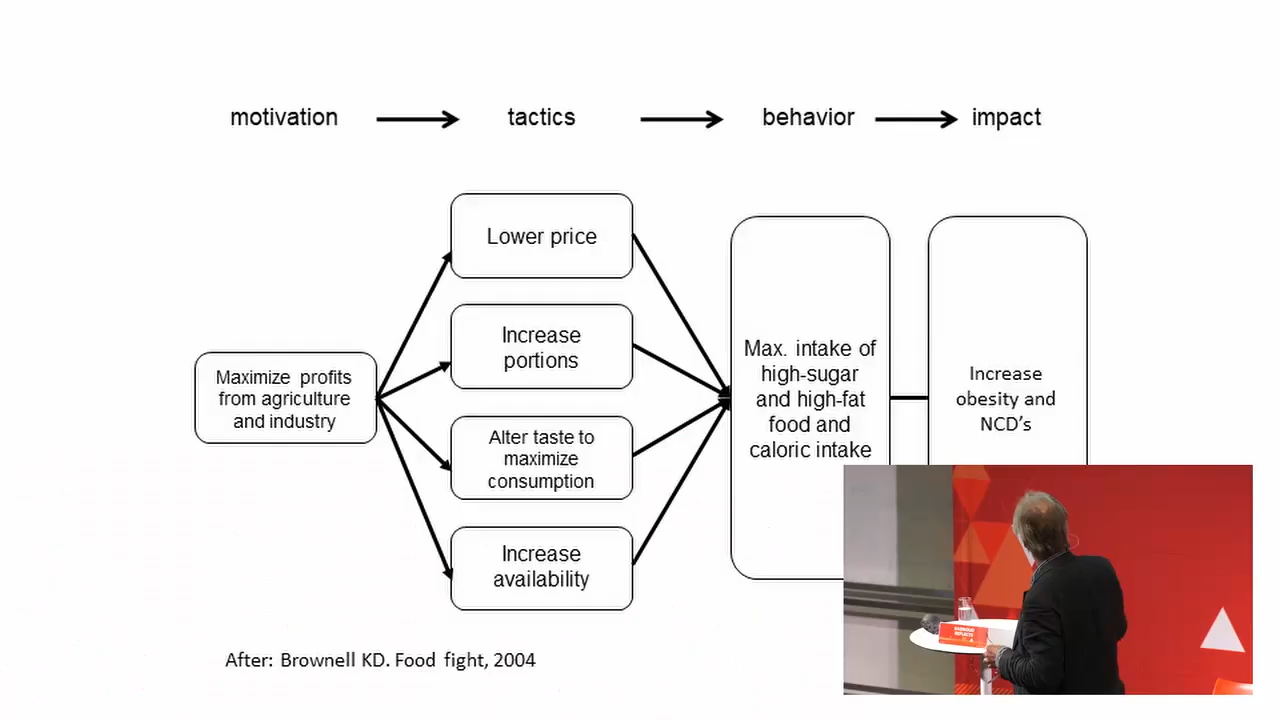 motivation tactics behavior impact
Lower price
Increase
portions
Maximize profits
from agriculture
and industry
Alter taste to
maximize
consumption
Increase
availability
Max. intake of
high-sugar
and high-fat
food and
caloric intake
Increase
obesity and
NCD's
After: Brownell KD. Food fight, 2004
RADBOUD
REFLECTS